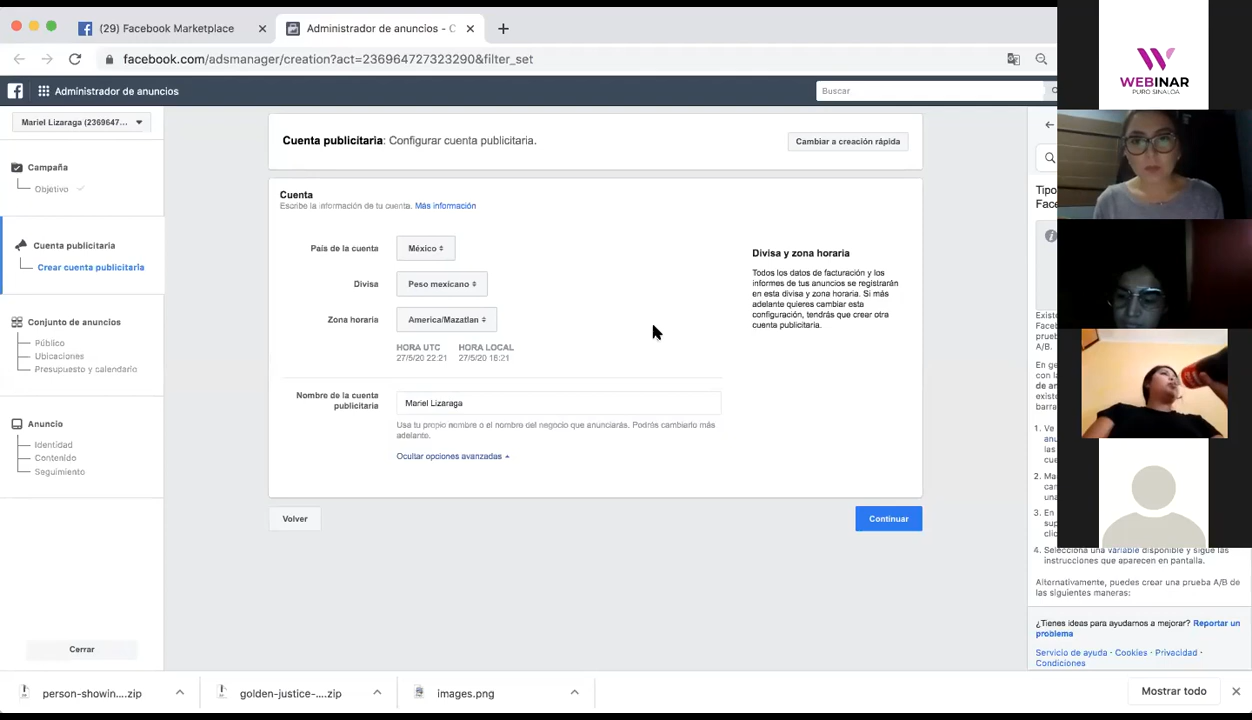 (29) Facebook Marketplace
Administrador de anuncios - C
facebook.com/adsmanager/creation?act=236964727323290&filter_set
Administrador de anuncios
Buscar
Mariel Lizaraga (2369647...
Campaña
Objetivo
Cuenta publicitaria
Crear cuenta publicitaria
Conjunto de anuncios
Público
Ubicaciones
Presupuesto y calendario
Anuncio
Identidad
Contenido
Seguimiento
Cerrar
Cuenta publicitaria: Configurar cuenta publicitaria.
Cambiar a creación rápida
Cuenta
Escribe la información de tu cuenta. Más información
País de la cuenta
México
Divisa
Peso mexicano
Zona horaria
America/Mazatlan
HORA UTC HORA LOCAL
27/5/20 22:21 27/5/20 16:21
Nombre de la cuenta
publicitaria
Mariel Lizaraga
Usa tu propio nombre o el nombre del negocio que anunciarás. Podrás cambiarlo más
adelante.
Ocultar opciones avanzadas
Divisa y zona horaria
Todos los datos de facturación y los
informes de tus anuncios se registrarán
en esta divisa y zona horaria. Si más
adelante quieres cambiar esta
configuración, tendrás que crear otra
cuenta publicitaria.
Volver
Continuar
WEBINAR
PURO SINALOA
Tipo
Face
Existe
Faceb
prueb
A/B.
En ge
con la
de an
existe
barra
1. Ve
anu
las
cue
2. Ma
can
una
3. En
sup
clic
4. Selecciona una variable disponible y sigue las
instrucciones que aparecen en pantalla.
Alternativamente, puedes crear una prueba A/B de
las siguientes maneras:
¿Tienes ideas para ayudarnos a mejorar? Reportar un
problema
Servicio de ayuda · Cookies · Privacidad ·
Condiciones
person-showin....zip
golden-justice-....zip
images.png
Mostrar todo